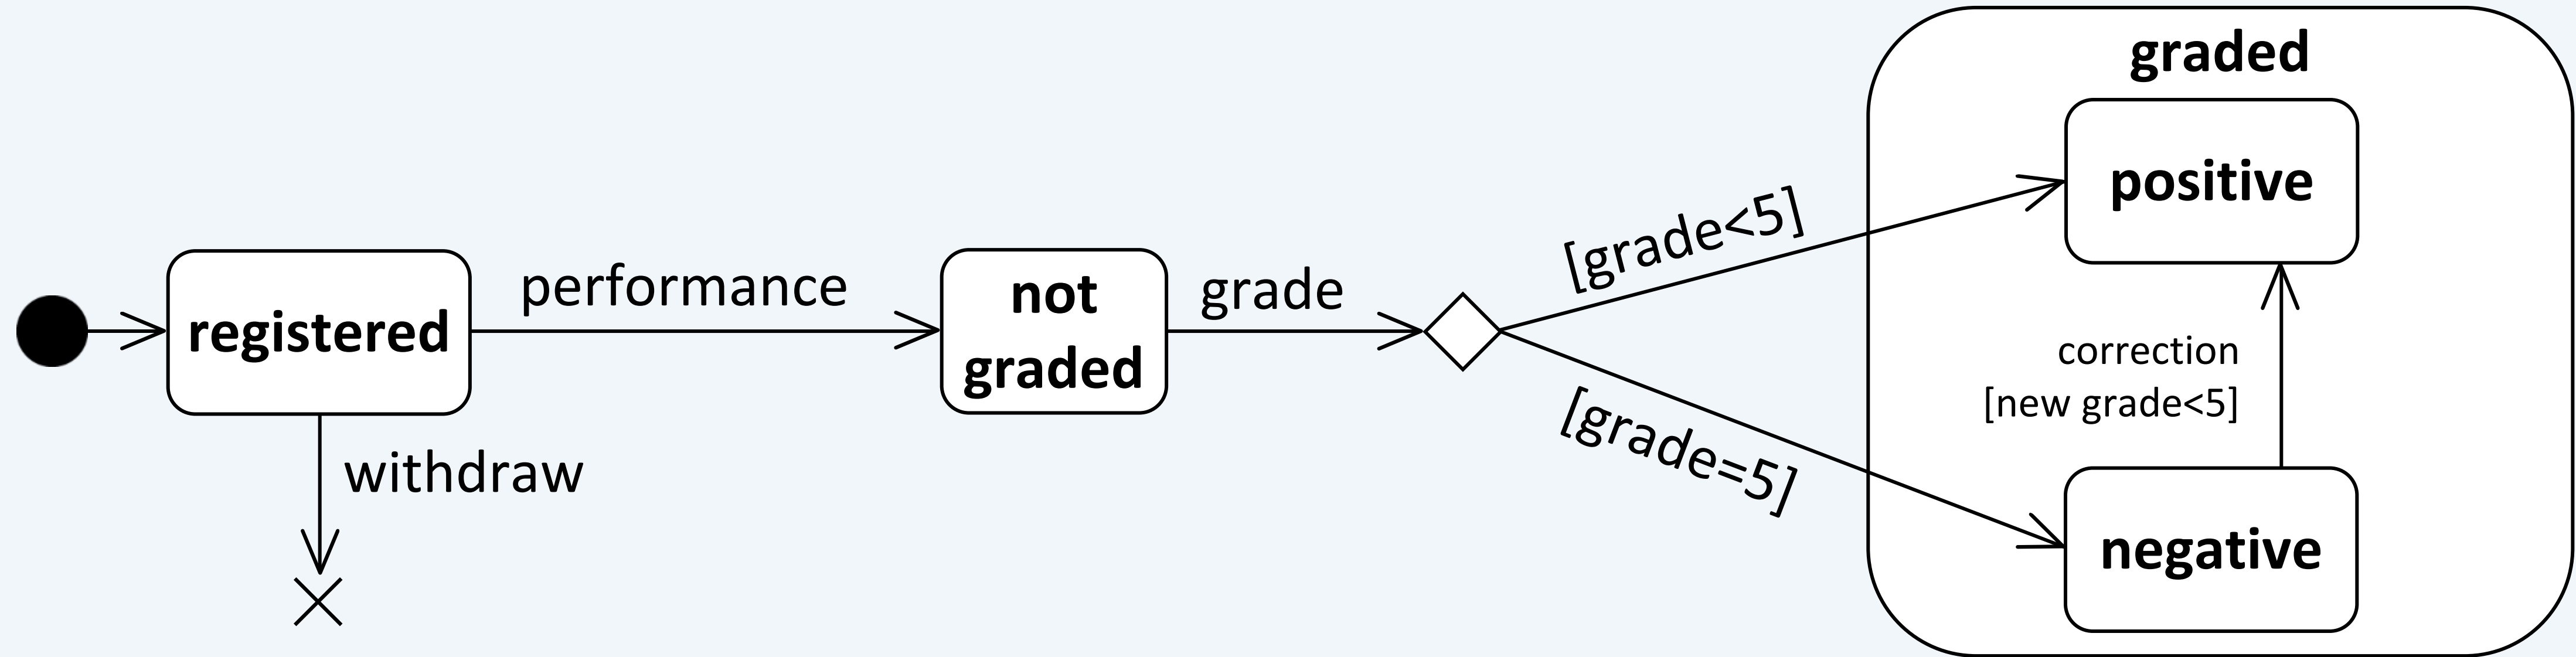 graded
positive
[grade<5]
registered
performance
not
graded
grade
correction
[new grade<5]
[grade=5]
withdraw
negative